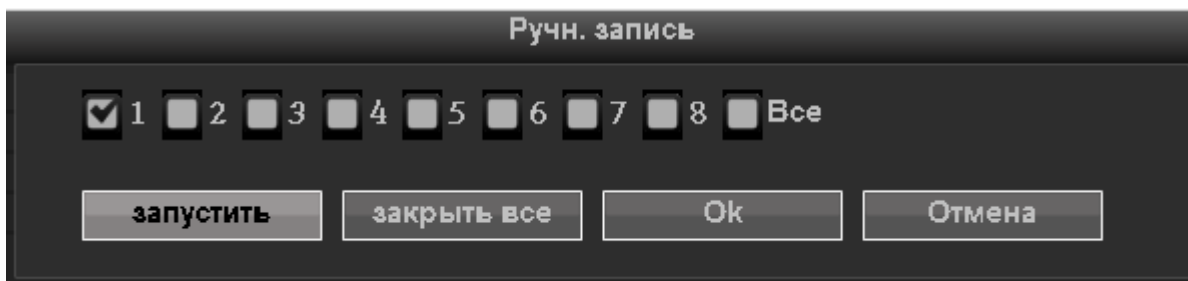 Ручн. запись
1 2 3 4 5 6 7 8 Все
запустить закрыть все Ok Отмена